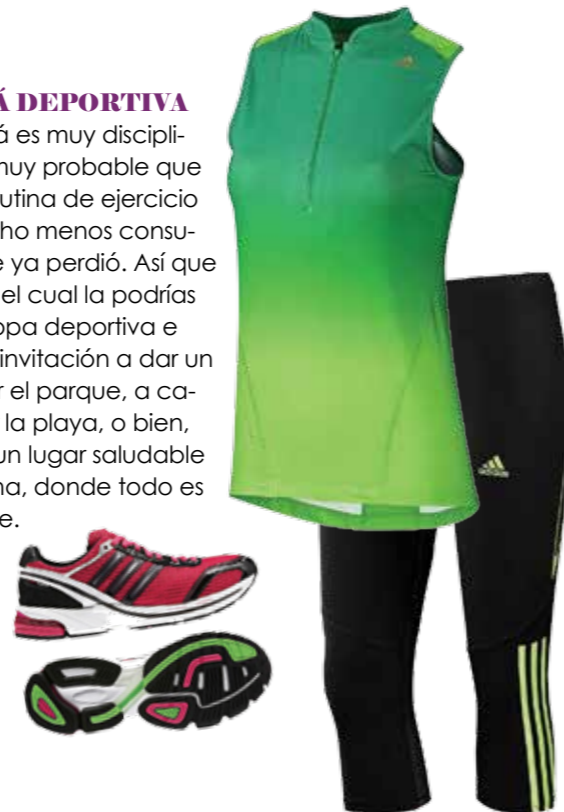 Á DEPORTIVA
á es muy discipli-
muy probable que
utina de ejercicio
ho menos consu-
e ya perdió. Así que
el cual la podrías
opa deportiva e
invitación a dar un
r el parque, a ca-
la playa, o bien,
un lugar saludable
na, donde todo es
e.
adidas